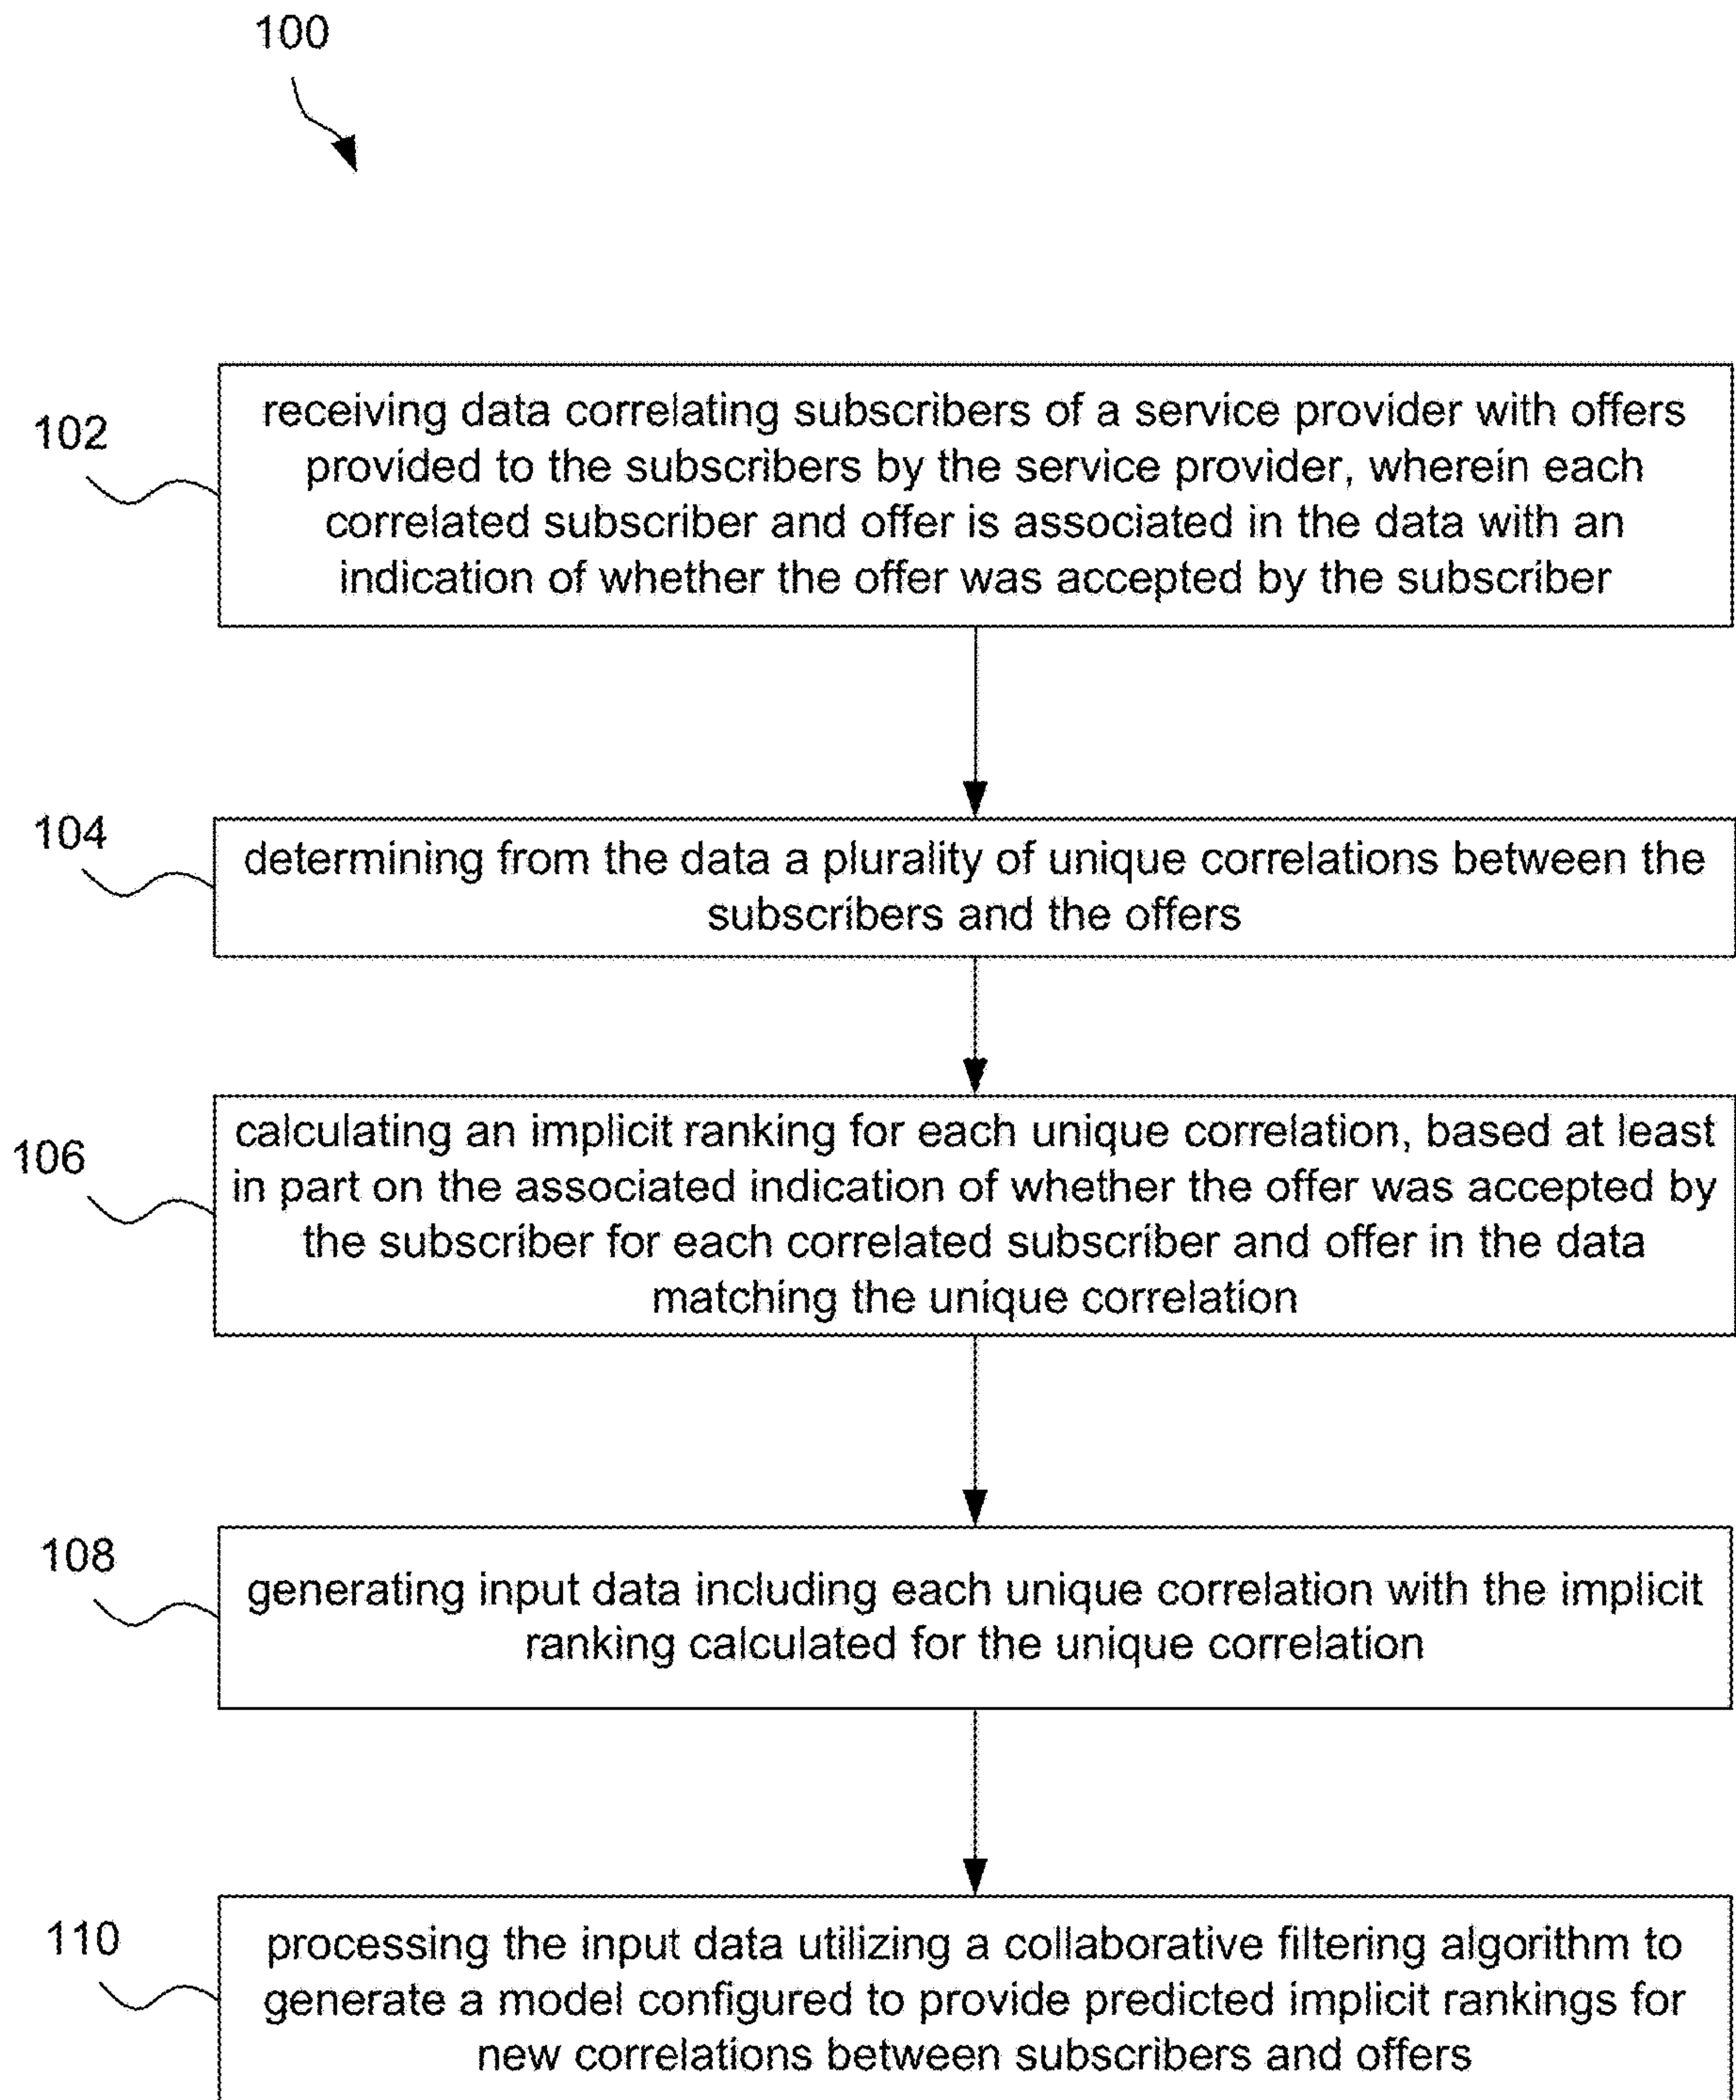 100
102
receiving data correlating subscribers of a service provider with offers
provided to the subscribers by the service provider, wherein each
correlated subscriber and offer is associated in the data with an
indication of whether the offer was accepted by the subscriber
104
determining from the data a plurality of unique correlations between the
subscribers and the offers
106
calculating an implicit ranking for each unique correlation, based at least
in part on the associated indication of whether the offer was accepted by
the subscriber for each correlated subscriber and offer in the data
matching the unique correlation
108
generating input data including each unique correlation with the implicit
ranking calculated for the unique correlation
110
processing the input data utilizing a collaborative filtering algorithm to
generate a model configured to provide predicted implicit rankings for
new correlations between subscribers and offers